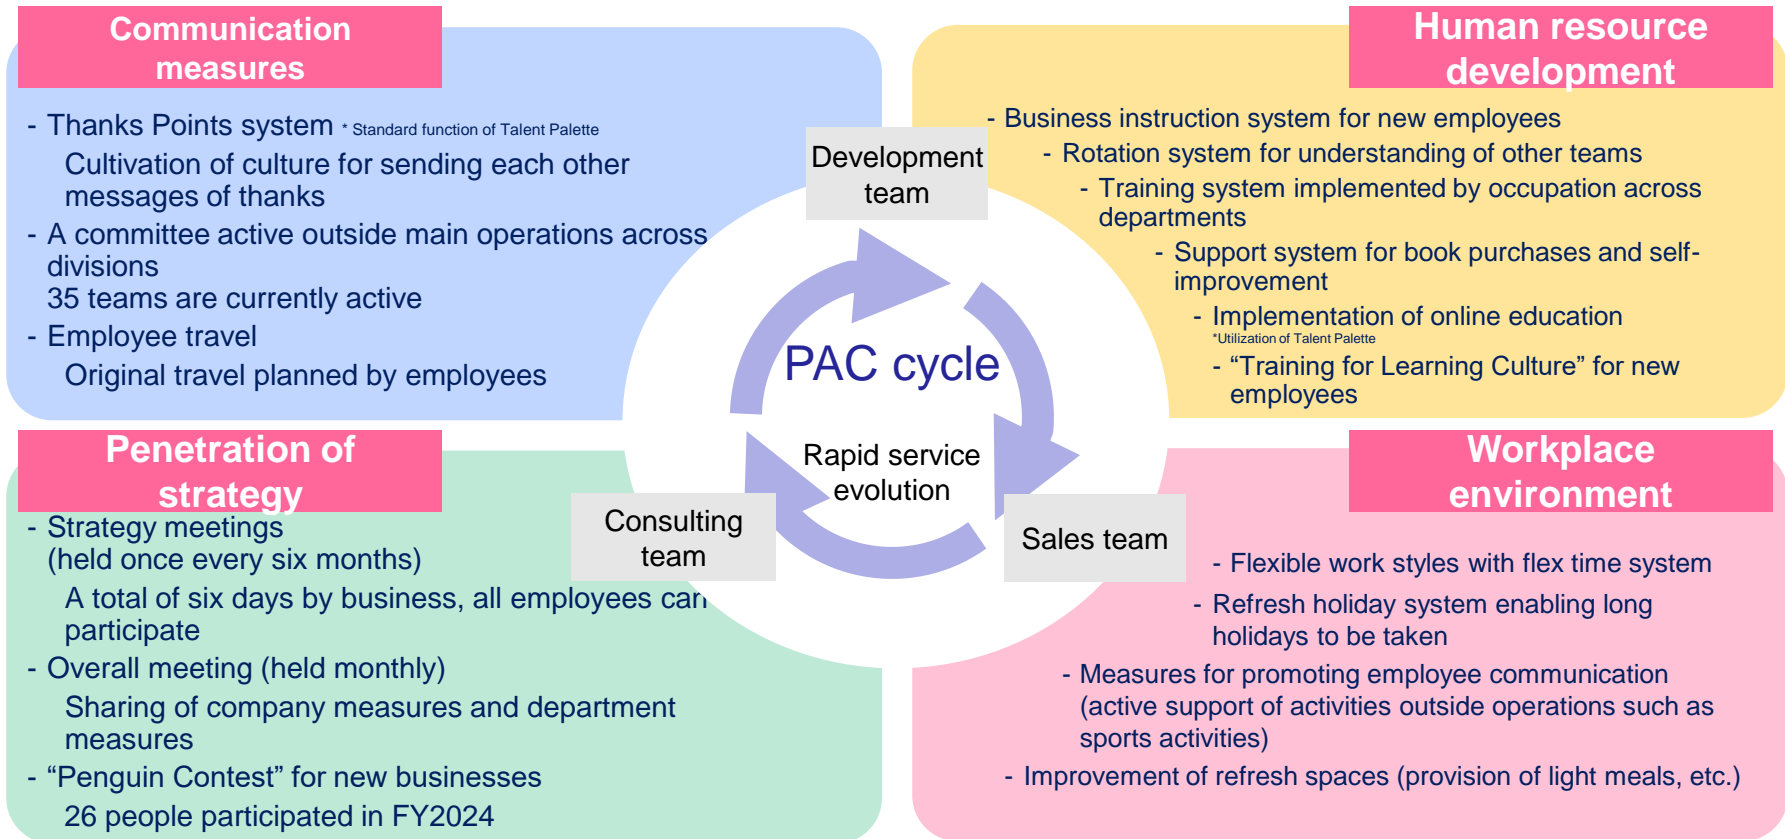 Communication
measures
- Thanks Points system * Standard function of Talent Palette
Cultivation of culture for sending each other
messages of thanks
- A committee active outside main operations across
divisions
35 teams are currently active
- Employee travel
Original travel planned by employees
Human resource
development
- Business instruction system for new employees
- Rotation system for understanding of other teams
- Training system implemented by occupation across
departments
- Support system for book purchases and self-
improvement
- Implementation of online education
*Utilization of Talent Palette
- “Training for Learning Culture” for new
employees
Development
team
PAC cycle
Rapid service
evolution
Consulting
team
Sales team
Penetration of
strategy
- Strategy meetings
(held once every six months)
A total of six days by business, all employees can
participate
- Overall meeting (held monthly)
Sharing of company measures and department
measures
- “Penguin Contest” for new businesses
26 people participated in FY2024
Workplace
environment
- Flexible work styles with flex time system
- Refresh holiday system enabling long
holidays to be taken
- Measures for promoting employee communication
(active support of activities outside operations such as
sports activities)
- Improvement of refresh spaces (provision of light meals, etc.)